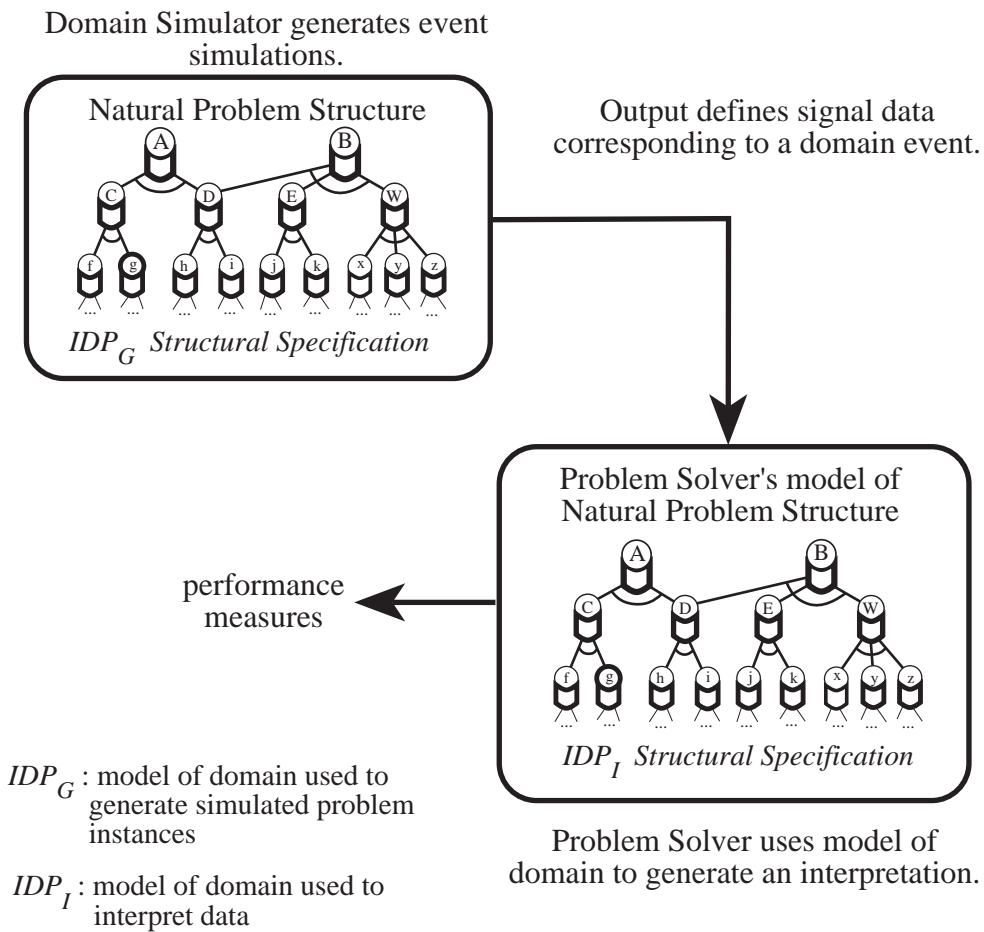 Domain Simulator generates event
simulations.
Natural Problem Structure
A B
C D E W
f g h i j k x y z
... ... ... ... ... ... ... ... ...
IDP_G Structural Specification
Output defines signal data
corresponding to a domain event.
Problem Solver's model of
Natural Problem Structure
A B
C D E W
f g h i j k x y z
... ... ... ... ... ... ... ... ...
IDP_I Structural Specification
performance
measures
IDP_G : model of domain used to
generate simulated problem
instances
IDP_I : model of domain used to
interpret data
Problem Solver uses model of
domain to generate an interpretation.